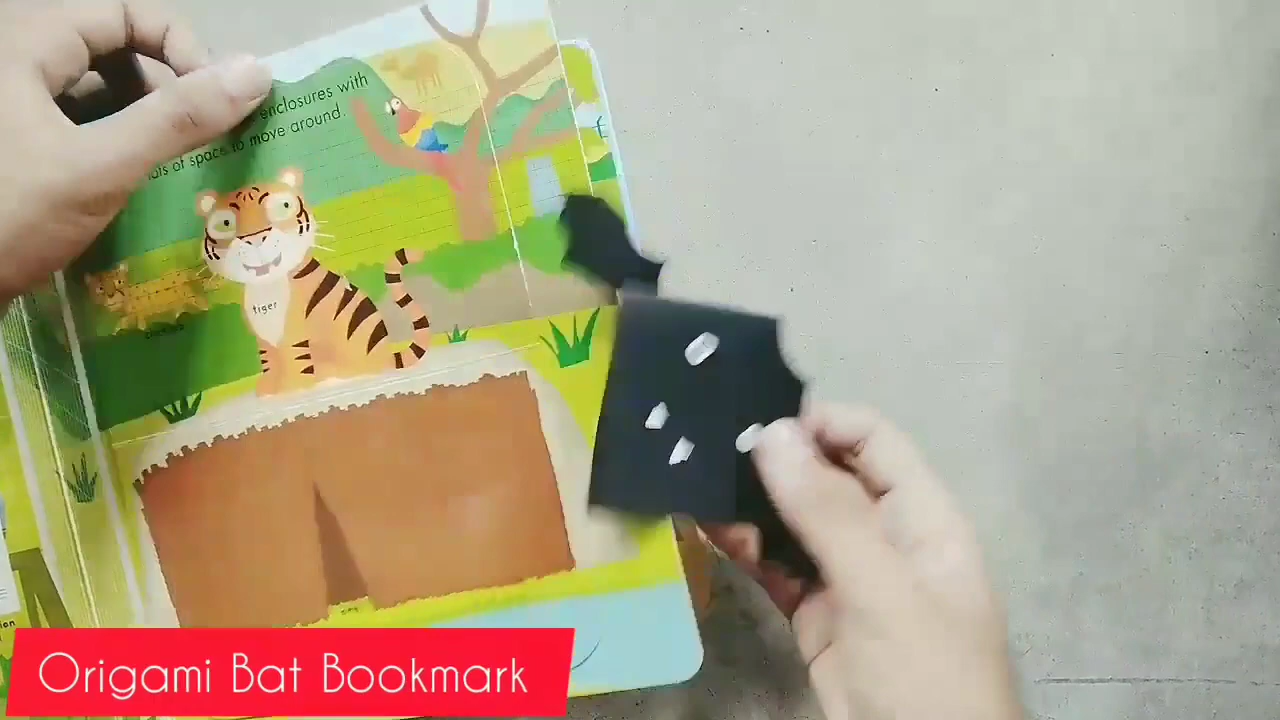 enclosures with
lots of space to move around.
tiger
Origami Bat Bookmark